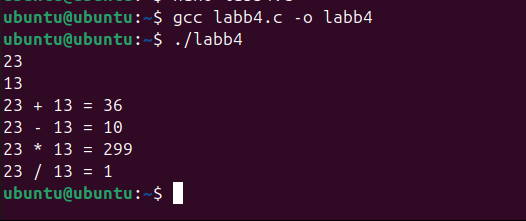 ubuntu@ubuntu:~$ gcc labb4.c -o labb4
ubuntu@ubuntu:~$ ./labb4
23
13
23 + 13 = 36
23 - 13 = 10
23 * 13 = 299
23 / 13 = 1
ubuntu@ubuntu:~$